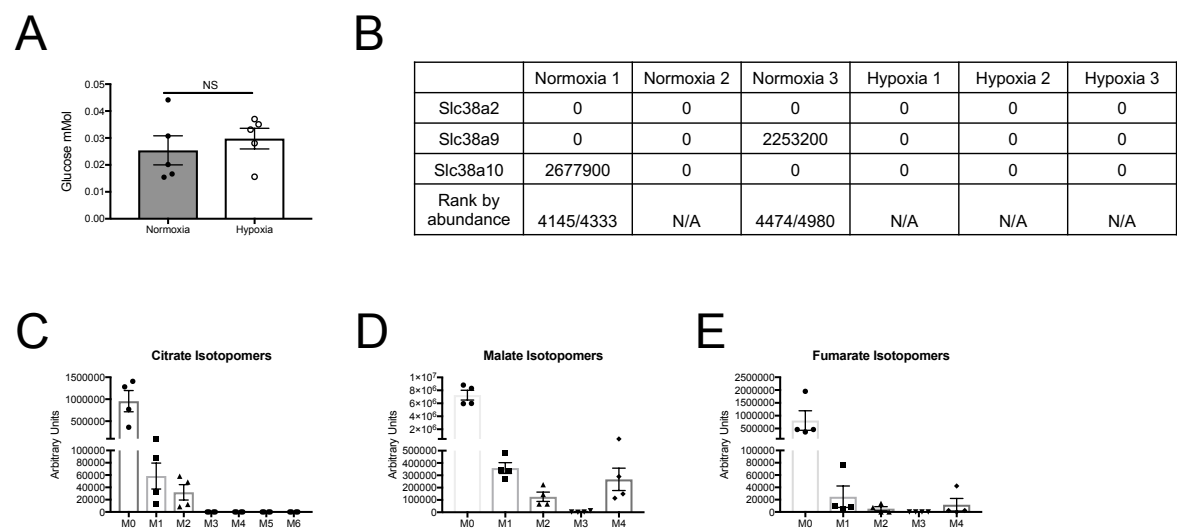 A
B
NS
0.05
0.04
0.03
0.02
0.01
0.00
Glucose mMol
Normoxia Hypoxia
Normoxia 1 Normoxia 2 Normoxia 3 Hypoxia 1 Hypoxia 2 Hypoxia 3
Slc38a2 0 0 0 0 0 0
Slc38a9 0 0 2253200 0 0 0
Slc38a10 2677900 0 0 0 0 0
Rank by
abundance 4145/4333 N/A 4474/4980 N/A N/A N/A
C
Citrate Isotopomers
Arbitrary Units
1500000
1000000
500000
100000
80000
60000
40000
20000
0
M0 M1 M2 M3 M4 M5 M6
D
Malate Isotopomers
Arbitrary Units
1×10⁷
8×10⁶
6×10⁶
4×10⁶
2×10⁶
500000
400000
300000
200000
100000
0
M0 M1 M2 M3 M4
E
Fumarate Isotopomers
Arbitrary Units
2500000
2000000
1500000
1000000
500000
100000
80000
60000
40000
20000
0
M0 M1 M2 M3 M4